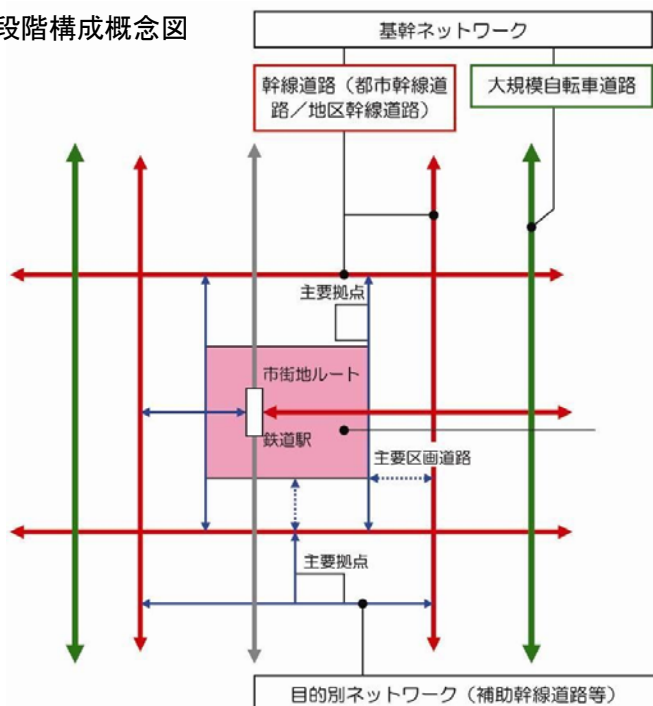 段階構成概念図
基幹ネットワーク
幹線道路（都市幹線道
路／地区幹線道路）
大規模自転車道路
主要拠点
市街地ルート
鉄道駅
主要区画道路
主要拠点
目的別ネットワーク（補助幹線道路等）